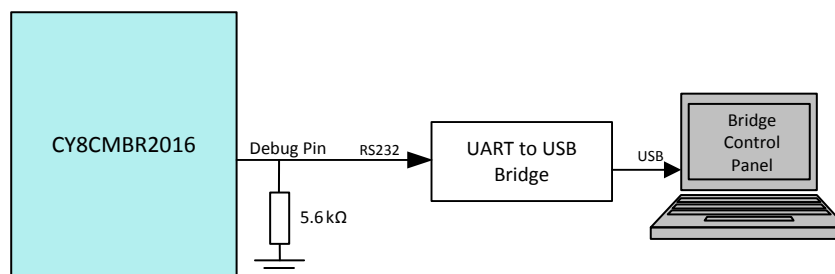 CY8CMBR2016
Debug Pin
RS232
5.6 kΩ
UART to USB
Bridge
USB
Bridge
Control
Panel